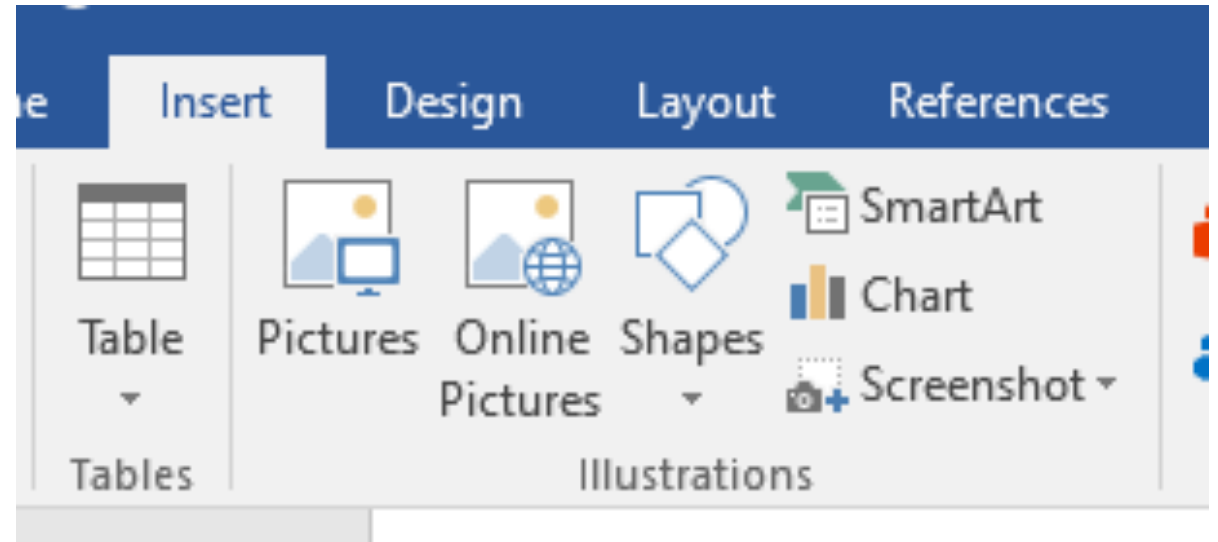 Insert Design Layout References
SmartArt
Chart
Table Pictures Online Shapes
Pictures
Screenshot
Tables Illustrations